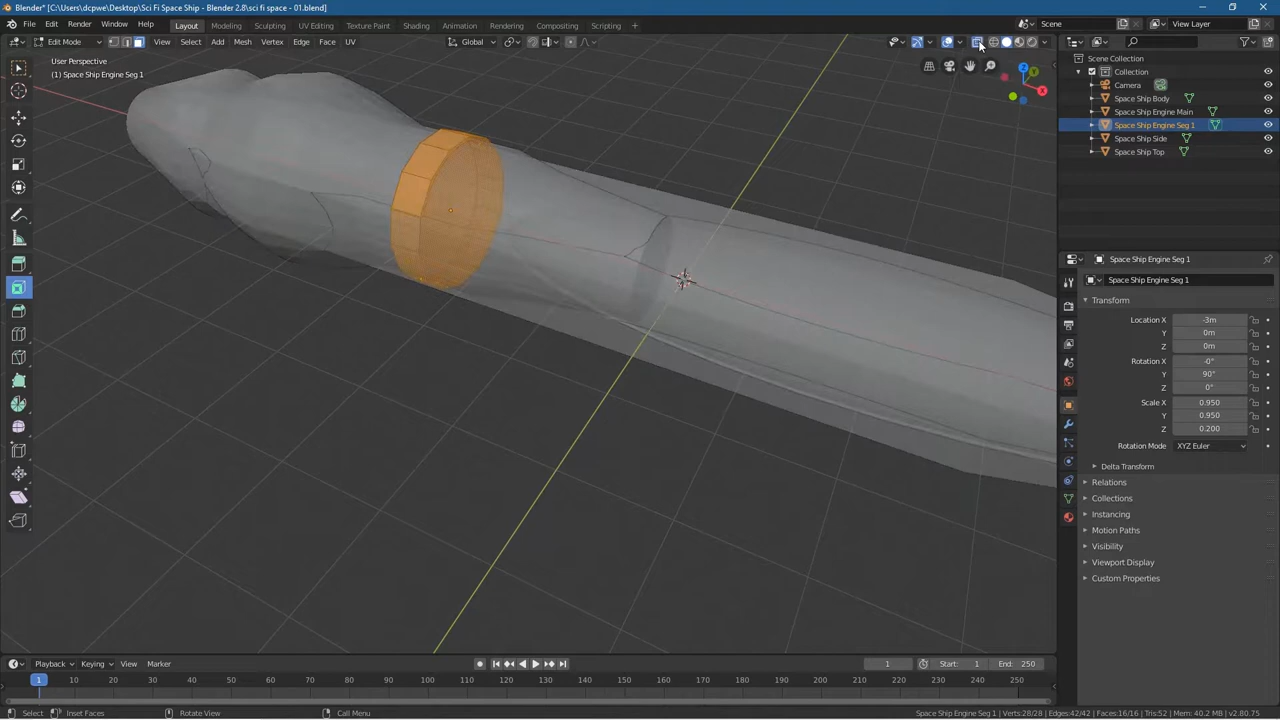 Blender* [C:\Users\dcpwe\Desktop\Sci Fi Space Ship - Blender 2.8\sci fi space - 01.blend]
File Edit Render Window Help Layout Modeling Sculpting UV Editing Texture Paint Shading Animation Rendering Compositing Scripting + Scene View Layer
Edit Mode View Select Add Mesh Vertex Edge Face UV Global
User Perspective
(1) Space Ship Engine Seg 1
Z
Y
X
Scene Collection
Collection
Camera
Space Ship Body
Space Ship Engine Main
Space Ship Engine Seg 1
Space Ship Side
Space Ship Top
Space Ship Engine Seg 1
Space Ship Engine Seg 1
Transform
Location X -3m
Y 0m
Z 0m
Rotation X -0°
Y 90°
Z 0°
Scale X 0.950
Y 0.950
Z 0.200
Rotation Mode XYZ Euler
Delta Transform
Relations
Collections
Instancing
Motion Paths
Visibility
Viewport Display
Custom Properties
Playback Keying View Marker 1 Start: 1 End: 250
1 10 20 30 40 50 60 70 80 90 100 110 120 130 140 150 160 170 180 190 200 210 220 230 240 250
Select Inset Faces Rotate View Call Menu Space Ship Engine Seg 1 | Verts:28/28 | Edges:42/42 | Faces:16/16 | Tris:52 | Mem: 40.2 MB | v2.80.75